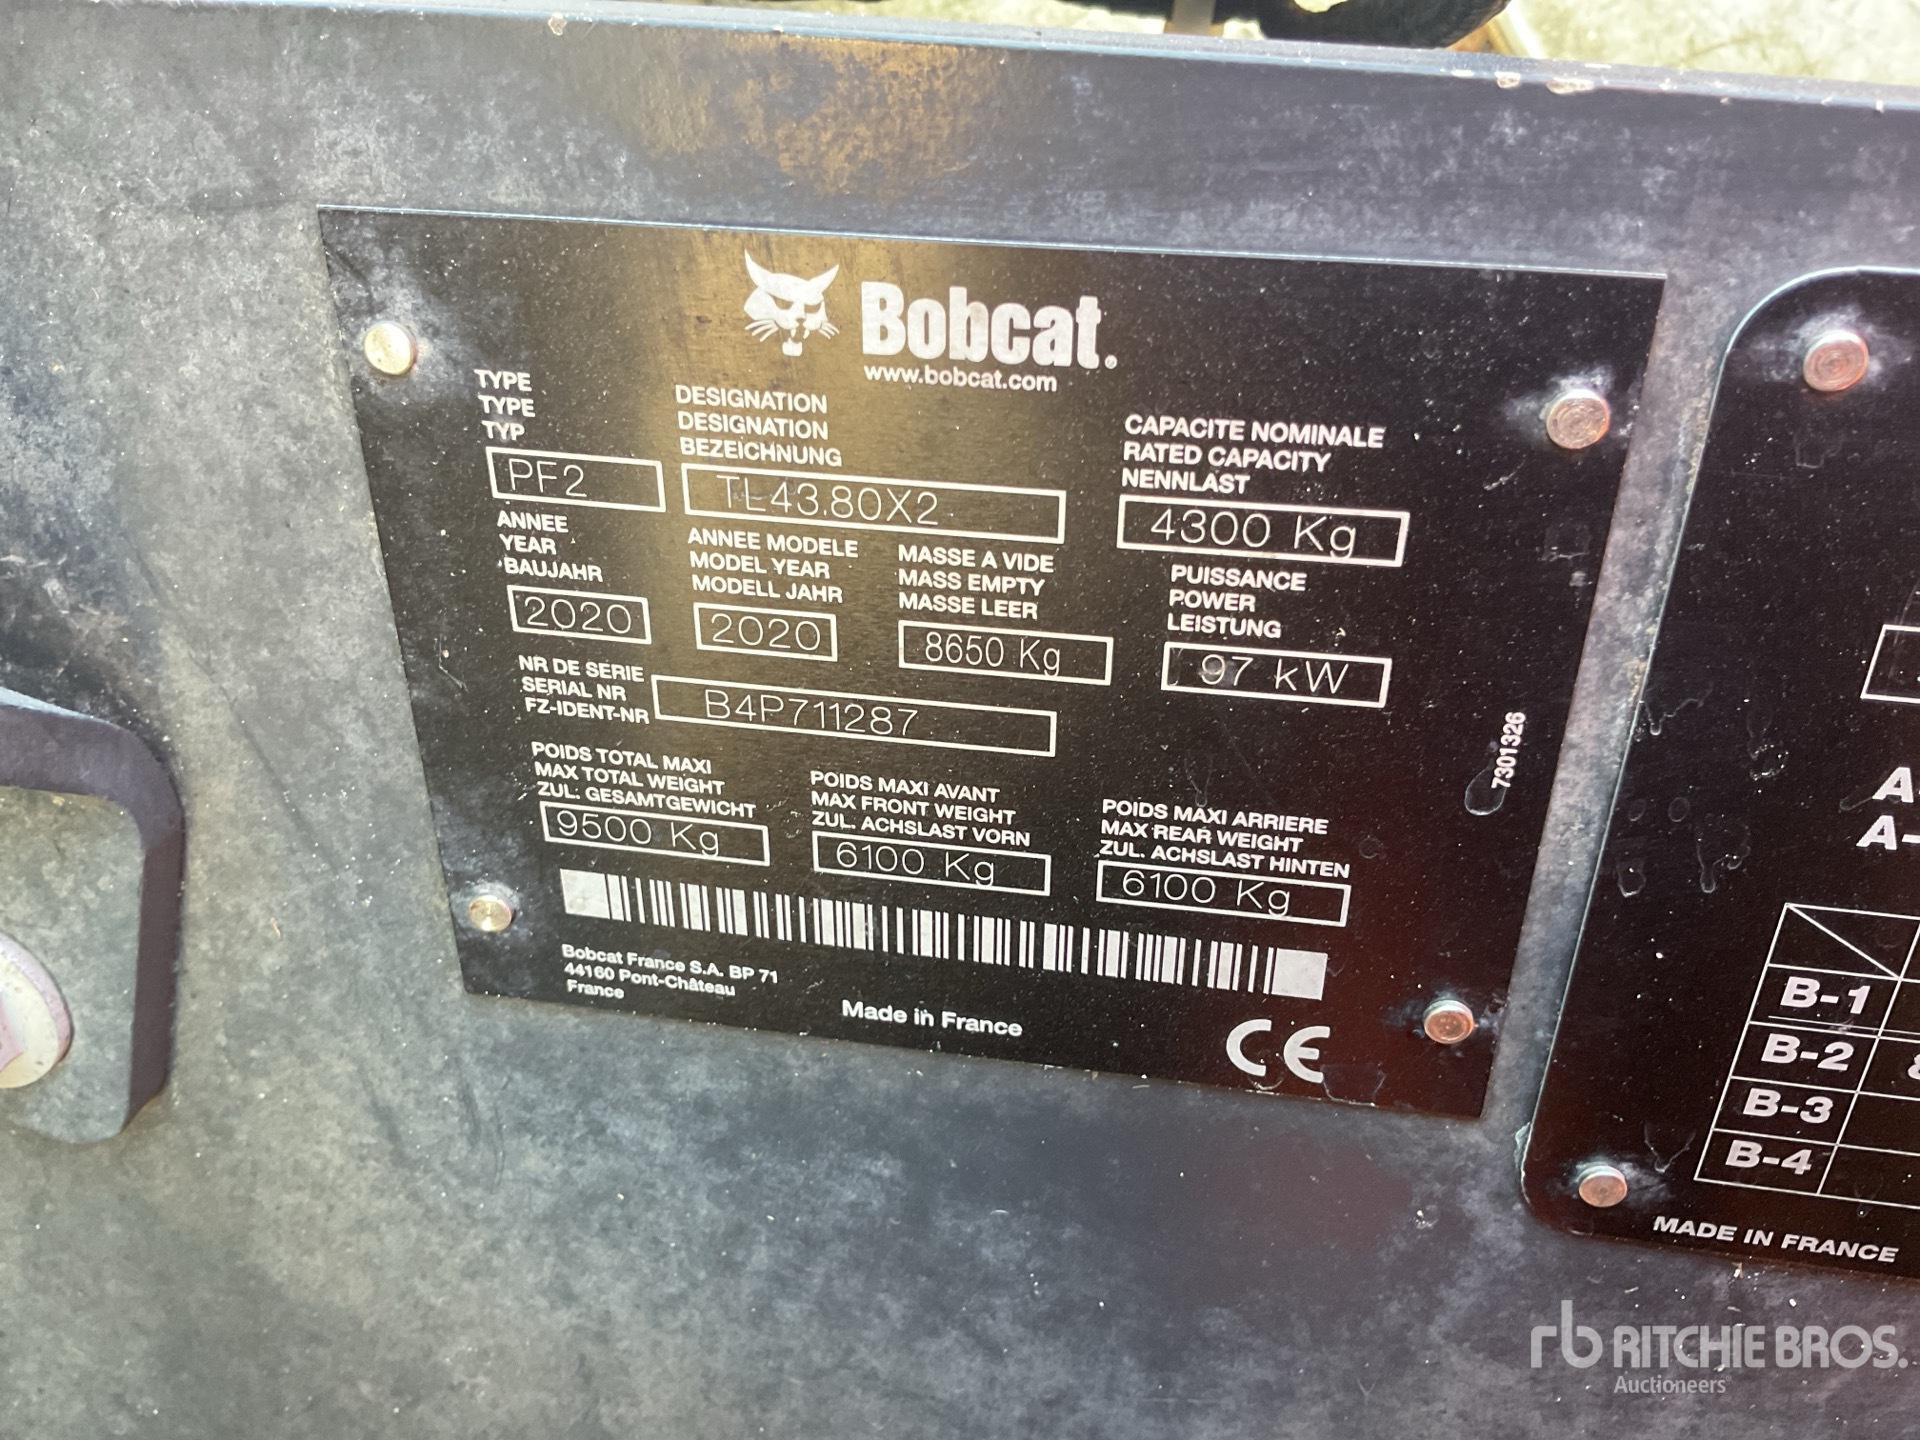 Bobcat®
www.bobcat.com
TYPE
TYPE
TYP
PF2
DESIGNATION
DESIGNATION
BEZEICHNUNG
TL43.80X2
CAPACITE NOMINALE
RATED CAPACITY
NENNLAST
4300 Kg
ANNEE
YEAR
BAUJAHR
2020
ANNEE MODELE
MODEL YEAR
MODELL JAHR
2020
MASSE A VIDE
MASS EMPTY
MASSE LEER
8650 Kg
PUISSANCE
POWER
LEISTUNG
97 kW
NR DE SERIE
SERIAL NR
FZ-IDENT-NR
B4P711287
POIDS TOTAL MAXI
MAX TOTAL WEIGHT
ZUL. GESAMTGEWICHT
9500 Kg
POIDS MAXI AVANT
MAX FRONT WEIGHT
ZUL. ACHSLAST VORN
6100 Kg
POIDS MAXI ARRIERE
MAX REAR WEIGHT
ZUL. ACHSLAST HINTEN
6100 Kg
7301326
Bobcat France S.A. BP 71
44160 Pont-Château
France
Made in France
CE
B-1
B-2
B-3
B-4
MADE IN FRANCE
rb RITCHIE BROS.
Auctioneers